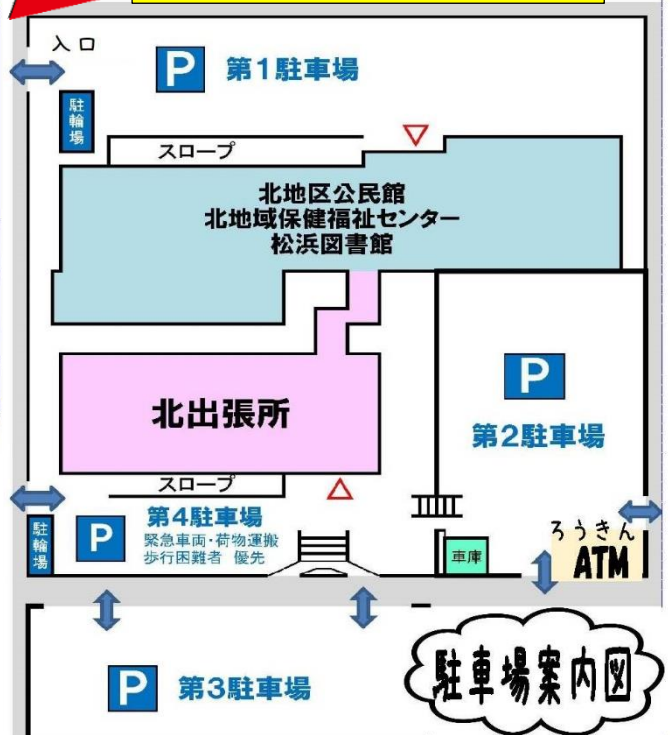 入口
P 第1駐車場
駐輪場
スロープ
北地区公民館
北地域保健福祉センター
松浜図書館
P
第2駐車場
北出張所
スロープ
駐輪場
P 第4駐車場
緊急車両・荷物運搬
歩行困難者 優先
車庫
ろうきん
ATM
P 第3駐車場
駐車場案内図